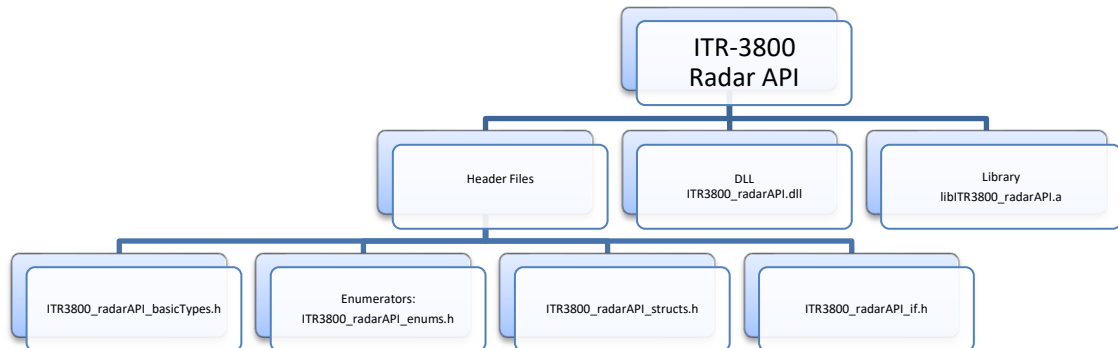 ITR-3800
Radar API
Header Files
DLL
ITR3800_radarAPI.dll
Library
libITR3800_radarAPI.a
ITR3800_radarAPI_basicTypes.h
Enumerators:
ITR3800_radarAPI_enums.h
ITR3800_radarAPI_structs.h
ITR3800_radarAPI_if.h